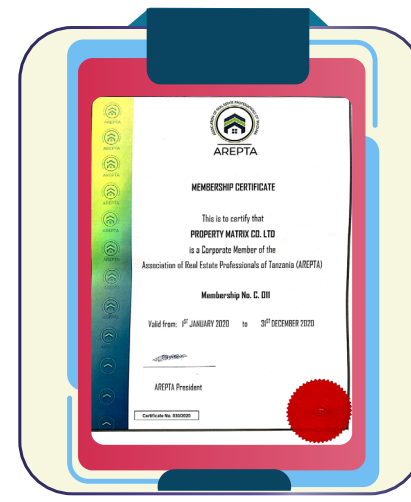 AREPTA
MEMBERSHIP CERTIFICATE
This is to certify that
PROPERTY MATRIX CO. LTD
is a Corporate Member of the
Association of Real Estate Professionals of Tanzania (AREPTA)
Membership No. C. 011
Valid from: 1ST JANUARY 2020 to 31ST DECEMBER 2020
AREPTA President
Certificate No. 030/2020